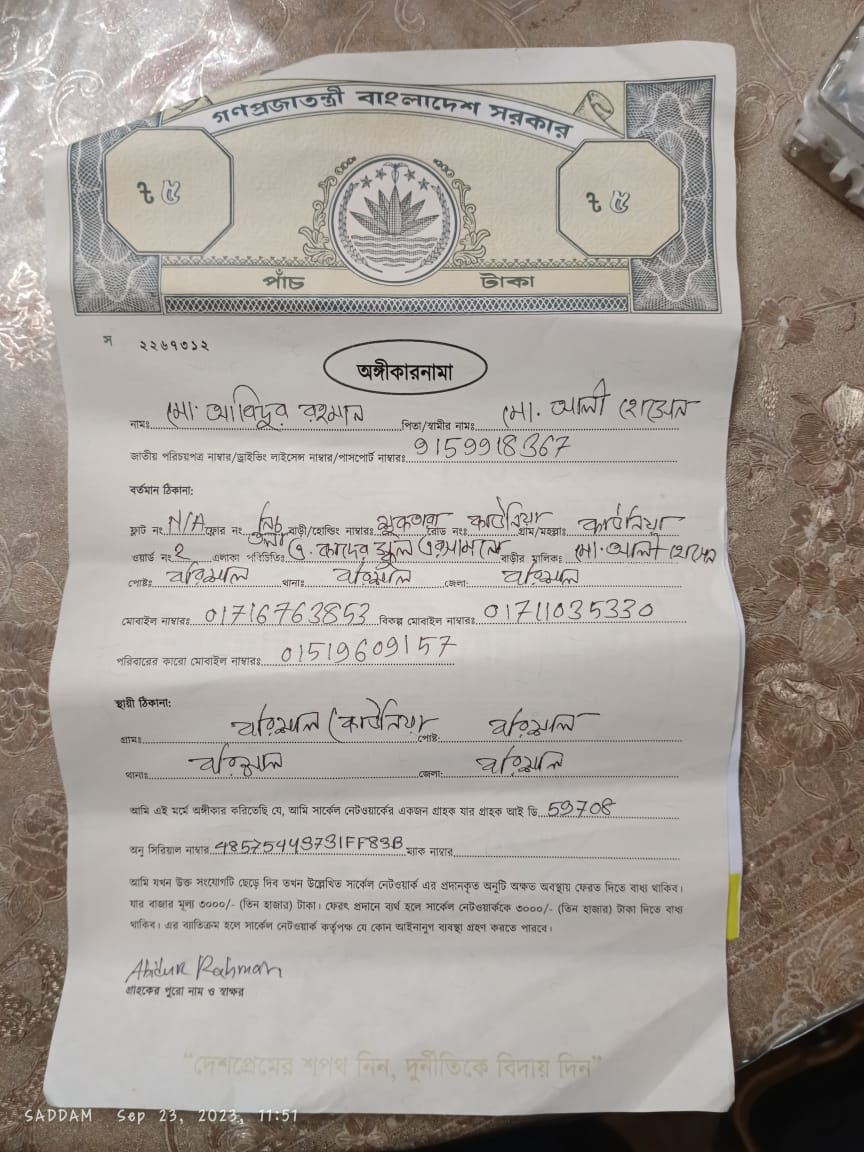 গণপ্রজাতন্ত্রী বাংলাদেশ সরকার
৳ ৫ ৳ ৫
পাঁচ টাকা
স ২২৬৭৩১২
অঙ্গীকারনামা
নামঃ মো. আবিদুর রহমান পিতা/স্বামীর নামঃ মো. আলী হোসেন
জাতীয় পরিচয়পত্র নাম্বার/ড্রাইভিং লাইসেন্স নাম্বার/পাসপোর্ট নাম্বারঃ 9159918367
বর্তমান ঠিকানা:
ফ্লাট নং N/A ফ্লোর নং নিচ তলা বাড়ী/হোল্ডিং নাম্বারঃ রোড নংঃ কাউনিয়া গ্রাম/মহল্লাঃ কাউনিয়া
ওয়ার্ড নং ২ এলাকা পরিচিতিঃ এ. কাদের স্কুল এর সামনে বাড়ীর মালিকঃ মো. আলী হোসেন
পোষ্টঃ বরিশাল থানাঃ বরিশাল জেলা: বরিশাল
মোবাইল নাম্বারঃ 01716763853 বিকল্প মোবাইল নাম্বারঃ 01711035330
পরিবারের কারো মোবাইল নাম্বারঃ 01519609157
স্থায়ী ঠিকানা:
গ্রামঃ বরিশাল (কাউনিয়া) পোষ্ট: বরিশাল
থানাঃ বরিশাল জেলা: বরিশাল
আমি এই মর্মে অঙ্গীকার করিতেছি যে, আমি সার্কেল নেটওয়ার্কের একজন গ্রাহক যার গ্রাহক আই ডি 59708
অনু সিরিয়াল নাম্বার 48575443731FF83B ম্যাক নাম্বার
আমি যখন উক্ত সংযোগটি ছেড়ে দিব তখন উল্লেখিত সার্কেল নেটওয়ার্ক এর প্রদানকৃত অনুটি অক্ষত অবস্থায় ফেরত দিতে বাধ্য থাকিব।
যার বাজার মূল্য ৩০০০/- (তিন হাজার) টাকা। ফেরৎ প্রদানে ব্যর্থ হলে সার্কেল নেটওয়ার্ককে ৩০০০/- (তিন হাজার) টাকা দিতে বাধ্য
থাকিব। এর ব্যতিক্রম হলে সার্কেল নেটওয়ার্ক কর্তৃপক্ষ যে কোন আইনানুগ ব্যবস্থা গ্রহণ করতে পারবে।
Abidur Rahman
গ্রাহকের পুরো নাম ও স্বাক্ষর
“দেশপ্রেমের শপথ নিন, দুর্নীতিকে বিদায় দিন”
SADDAM Sep 23, 2023, 11:51